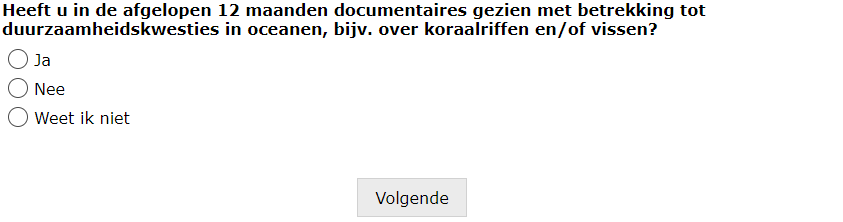 Heeft u in de afgelopen 12 maanden documentaires gezien met betrekking tot
duurzaamheidskwesties in oceanen, bijv. over koraalriffen en/of vissen?
Ja
Nee
Weet ik niet
Volgende